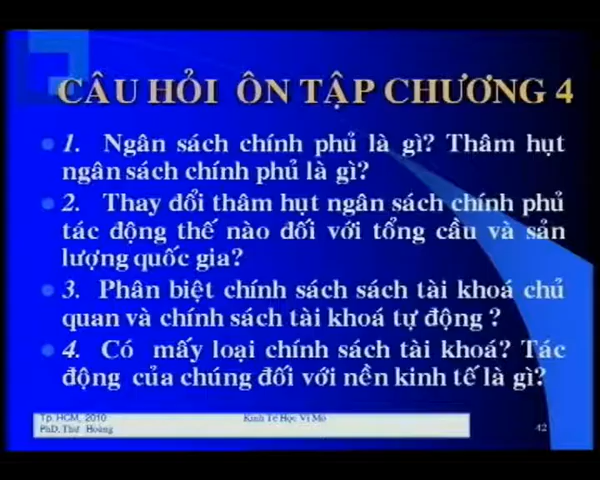 CÂU HỎI ÔN TẬP CHƯƠNG 4
1. Ngân sách chính phủ là gì? Thâm hụt
ngân sách chính phủ là gì?
2. Thay đổi thâm hụt ngân sách chính phủ
tác động thế nào đối với tổng cầu và sản
lượng quốc gia?
3. Phân biệt chính sách sách tài khoá chủ
quan và chính sách tài khoá tự động ?
4. Có mấy loại chính sách tài khoá? Tác
động của chúng đối với nền kinh tế là gì?
Tp. HCM, 2010
Kinh Tế Học Vi Mô
PhD, Thư Hoàng
42